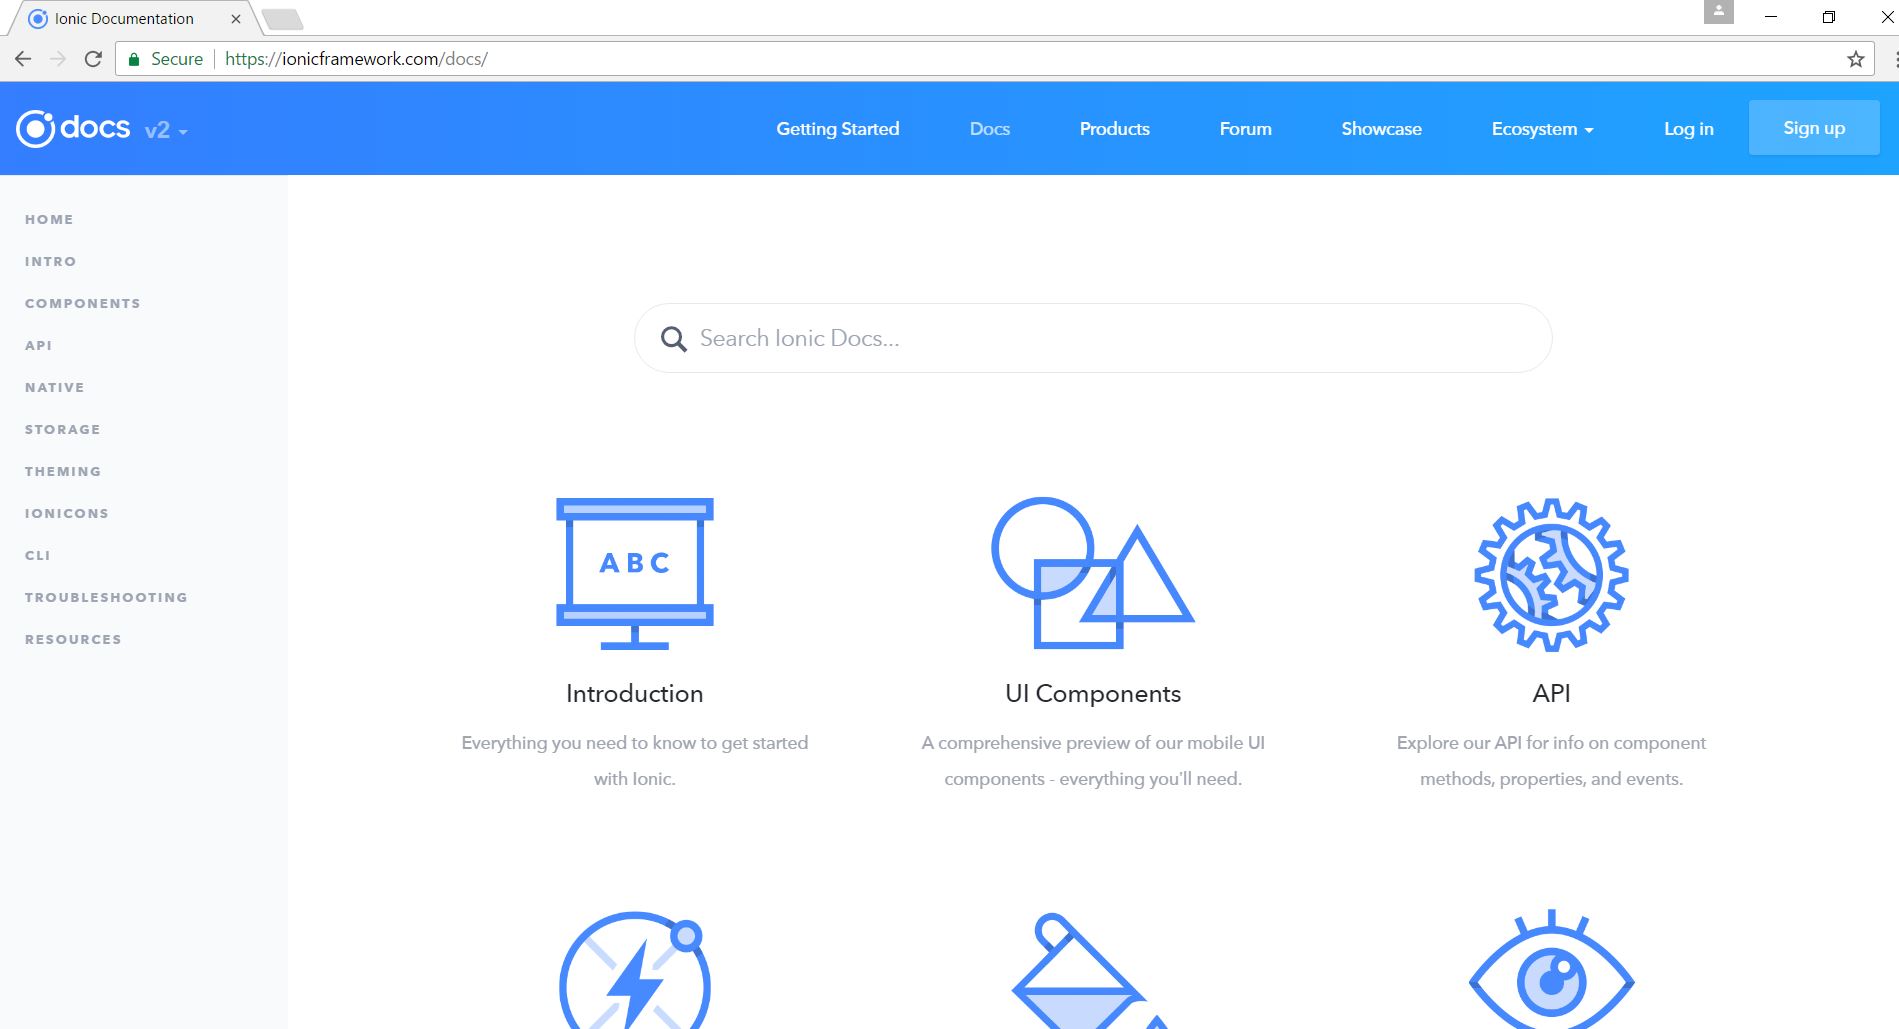 Ionic Documentation
Secure https://ionicframework.com/docs/
docs v2 Getting Started Docs Products Forum Showcase Ecosystem Log in Sign up
HOME
INTRO
COMPONENTS
API
NATIVE
STORAGE
THEMING
IONICONS
CLI
TROUBLESHOOTING
RESOURCES
Search Ionic Docs...
ABC
Introduction
Everything you need to know to get started
with Ionic.
UI Components
A comprehensive preview of our mobile UI
components - everything you'll need.
API
Explore our API for info on component
methods, properties, and events.